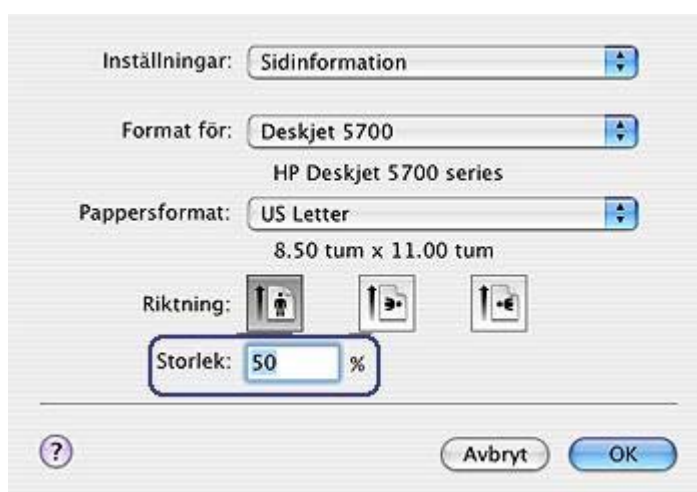 Inställningar: Sidinformation
Format för: Deskjet 5700
HP Deskjet 5700 series
Pappersformat: US Letter
8.50 tum x 11.00 tum
Riktning:
Storlek: 50 %
? Avbryt OK